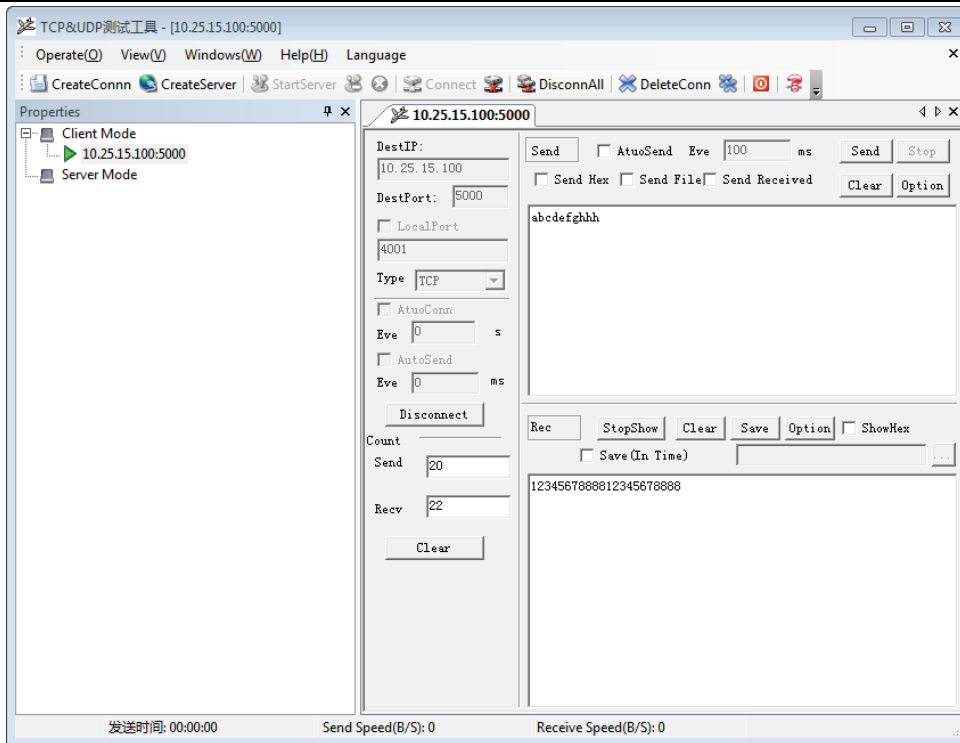 TCP&UDP测试工具 - [10.25.15.100:5000]
Operate(O) View(V) Windows(W) Help(H) Language
CreateConnn CreateServer StartServer Connect DisconnAll DeleteConn
Properties
Client Mode
10.25.15.100:5000
Server Mode
10.25.15.100:5000
DestIP:
10.25.15.100
DestPort: 5000
LocalPort
4001
Type TCP
AtuoConn
Eve 0 s
AutoSend
Eve 0 ms
Disconnect
Count
Send 20
Recv 22
Clear
Send AtuoSend Eve 100 ms Send Stop
Send Hex Send File Send Received Clear Option
abcdefghhh
Rec StopShow Clear Save Option ShowHex
Save(In Time) ...
1234567888812345678888
发送时间: 00:00:00 Send Speed(B/S): 0 Receive Speed(B/S): 0